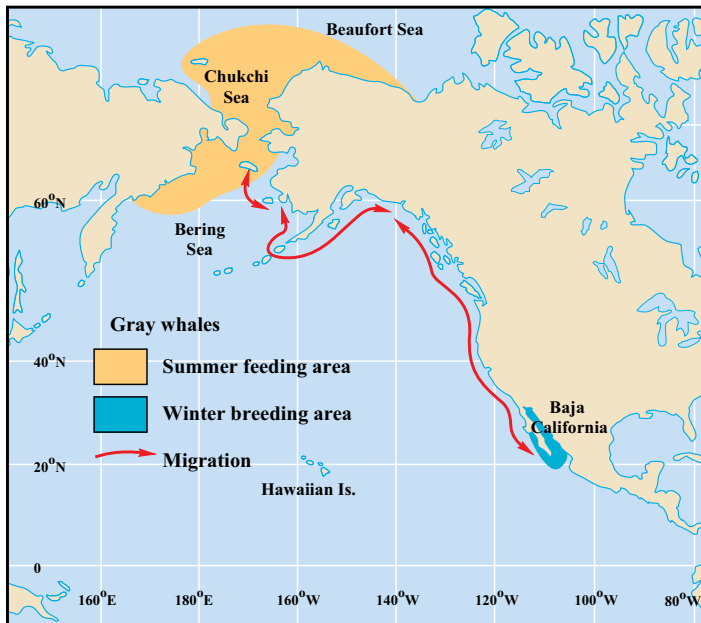 Beaufort Sea
Chukchi
Sea
60°N
Bering
Sea
Gray whales
40°N
Summer feeding area
Winter breeding area
Baja
California
Migration
20°N
Hawaiian Is.
0
160°E
180°E
160°W
140°W
120°W
100°W
80°W